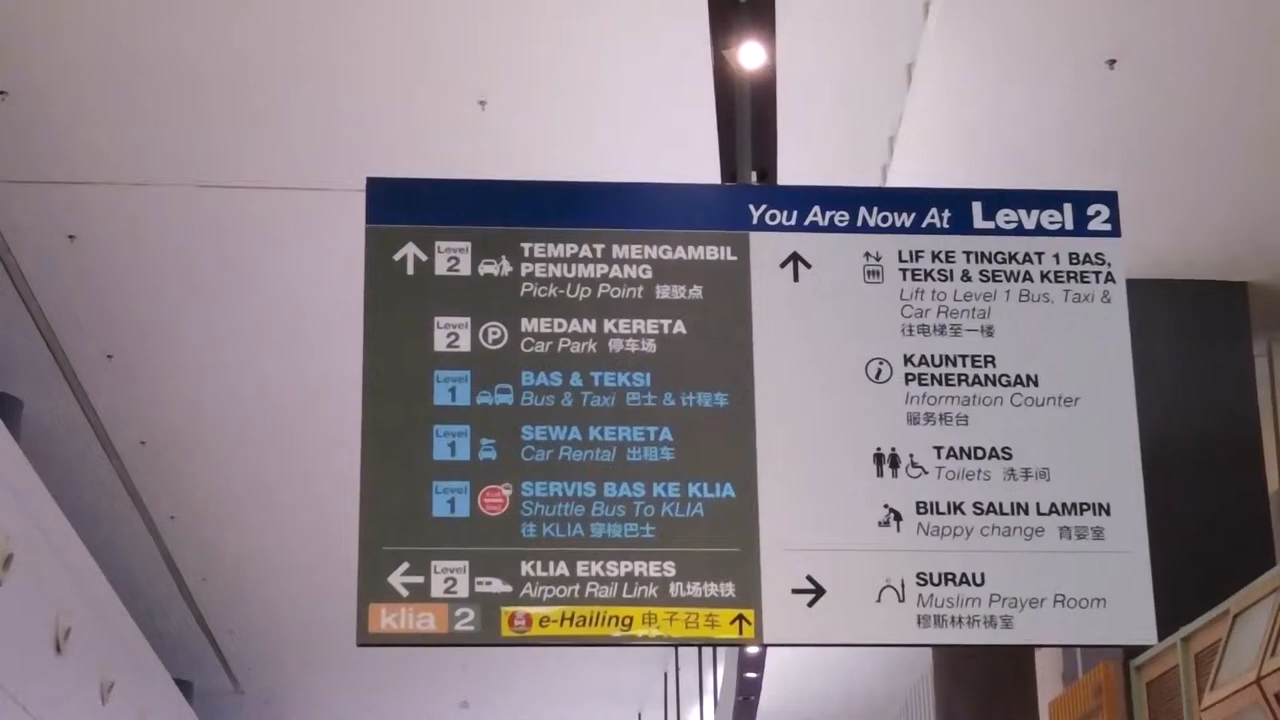 You Are Now At Level 2
Level 2
TEMPAT MENGAMBIL
PENUMPANG
Pick-Up Point 接驳点
Level 2
P
MEDAN KERETA
Car Park 停车场
Level 1
BAS & TEKSI
Bus & Taxi 巴士 & 计程车
Level 1
SEWA KERETA
Car Rental 出租车
Level 1
SERVIS BAS KE KLIA
Shuttle Bus To KLIA
往 KLIA 穿梭巴士
Level 2
KLIA EKSPRES
Airport Rail Link 机场快铁
klia 2
e-Hailing 电子召车
LIF KE TINGKAT 1 BAS,
TEKSI & SEWA KERETA
Lift to Level 1 Bus, Taxi &
Car Rental
往电梯至一楼
i
KAUNTER
PENERANGAN
Information Counter
服务柜台
TANDAS
Toilets 洗手间
BILIK SALIN LAMPIN
Nappy change 育婴室
SURAU
Muslim Prayer Room
穆斯林祈祷室